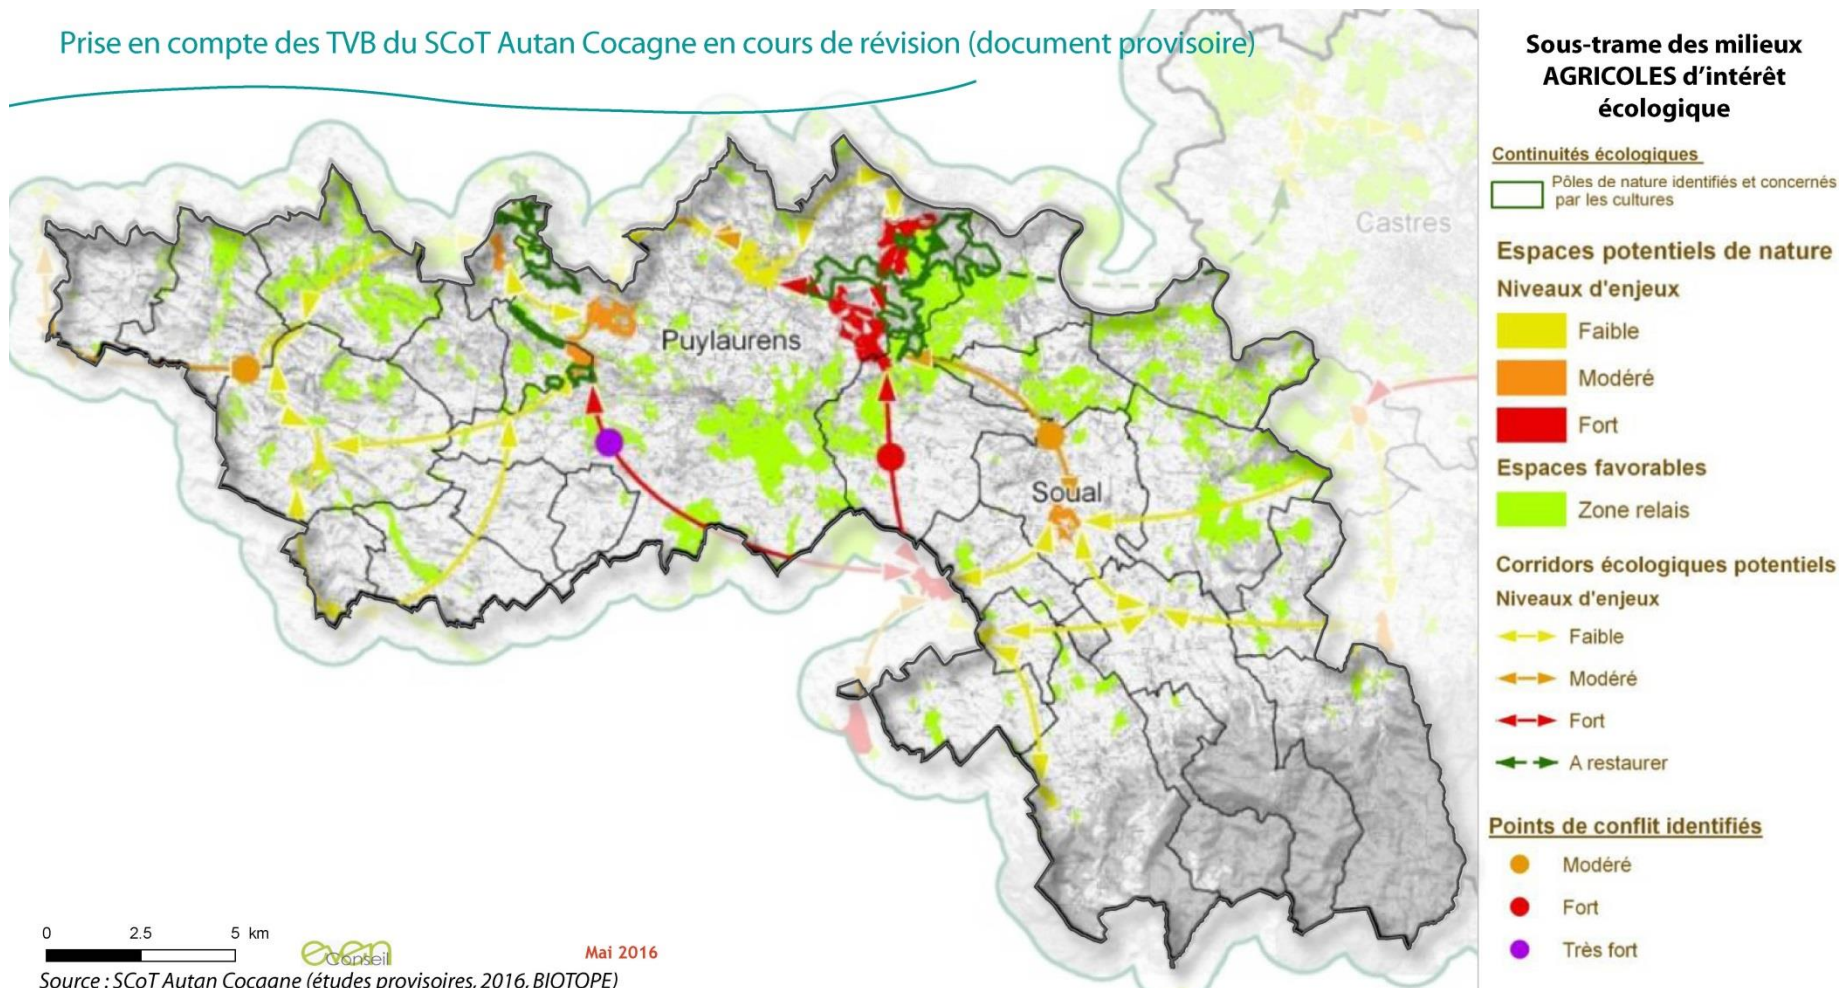 Prise en compte des TVB du SCoT Autan Cocagne en cours de révision (document provisoire)
Sous-trame des milieux
AGRICOLES d'intérêt
écologique
Continuités écologiques
Pôles de nature identifiés et concernés
par les cultures
Espaces potentiels de nature
Niveaux d'enjeux
Faible
Modéré
Fort
Espaces favorables
Zone relais
Corridors écologiques potentiels
Niveaux d'enjeux
Faible
Modéré
Fort
A restaurer
Points de conflit identifiés
Modéré
Fort
Très fort
Castres
Puylaurens
Soual
0 2.5 5 km
even
Conseil
Mai 2016
Source : SCoT Autan Cocagne (études provisoires, 2016, BIOTOPE)